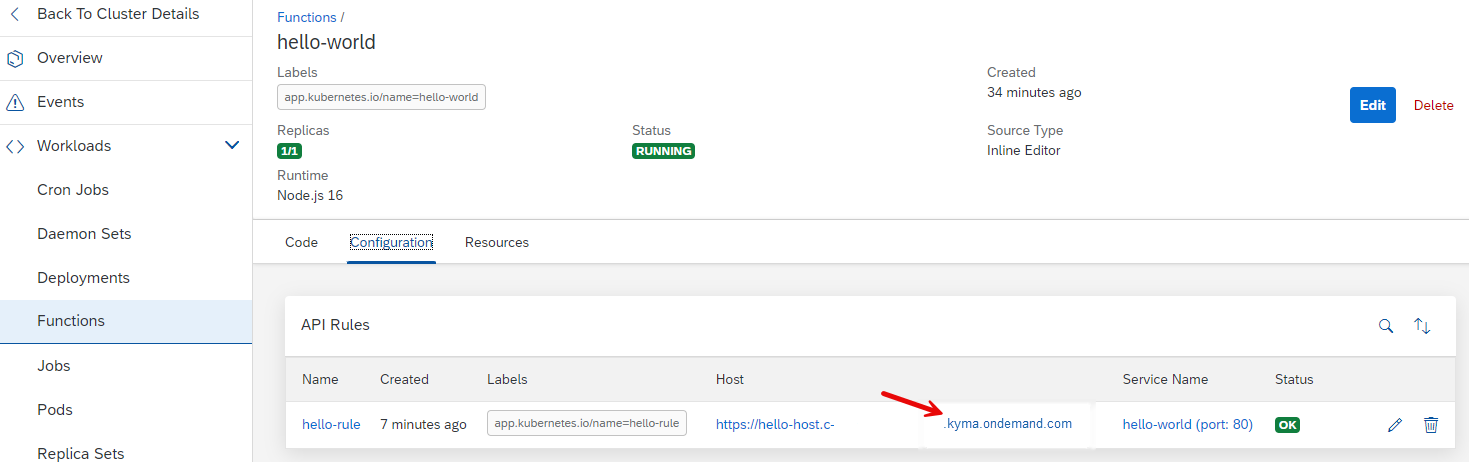 Back To Cluster Details
Overview
Events
Workloads
Cron Jobs
Daemon Sets
Deployments
Functions
Jobs
Pods
Replica Sets
Functions /
hello-world
Labels
app.kubernetes.io/name=hello-world
Created
34 minutes ago
Edit
Delete
Replicas
1/1
Status
RUNNING
Source Type
Inline Editor
Runtime
Node.js 16
Code Configuration Resources
API Rules
Name Created Labels Host Service Name Status
hello-rule 7 minutes ago app.kubernetes.io/name=hello-rule https://hello-host.c- .kyma.ondemand.com hello-world (port: 80) OK